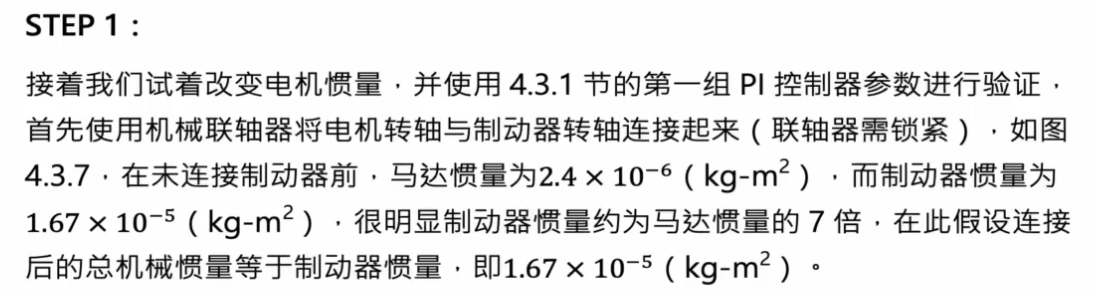 STEP 1：
接着我们试着改变电机惯量，并使用 4.3.1 节的第一组 PI 控制器参数进行验证，
首先使用机械联轴器将电机转轴与制动器转轴连接起来（联轴器需锁紧），如图
4.3.7，在未连接制动器前，马达惯量为2.4 × 10⁻⁶（kg-m²），而制动器惯量为
1.67 × 10⁻⁵（kg-m²），很明显制动器惯量约为马达惯量的 7 倍，在此假设连接
后的总机械惯量等于制动器惯量，即1.67 × 10⁻⁵（kg-m²）。